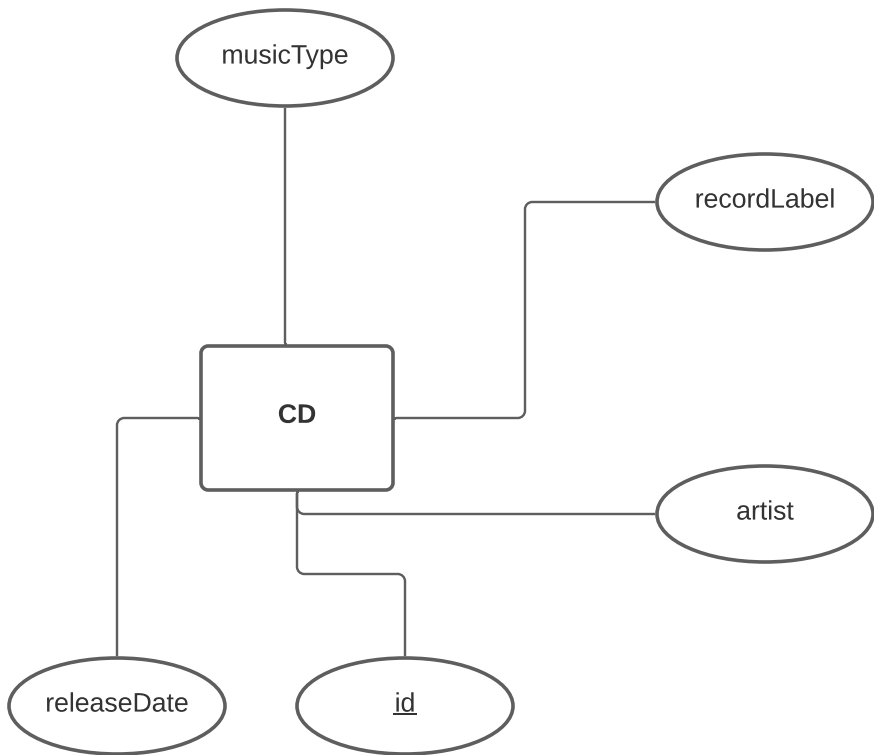 musicType
recordLabel
CD
artist
releaseDate
id